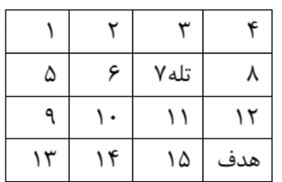 ۱ ۲ ۳ ۴
۵ ۶ تله۷ ۸
۹ ۱۰ ۱۱ ۱۲
۱۳ ۱۴ ۱۵ هدف